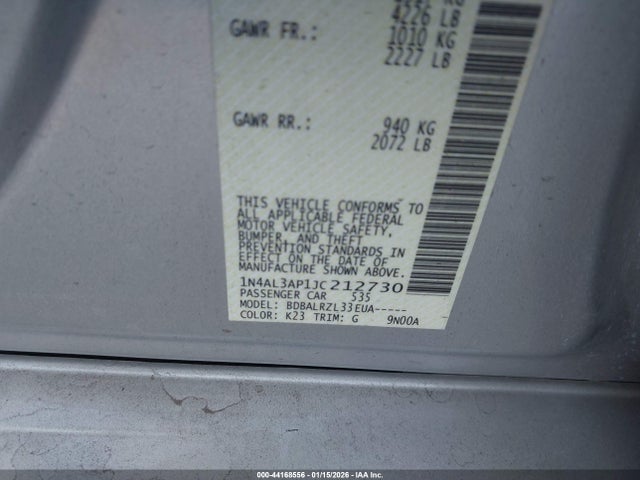 4226 LB
GAWR FR.: 1010 KG
2227 LB
GAWR RR.: 940 KG
2072 LB
THIS VEHICLE CONFORMS TO
ALL APPLICABLE FEDERAL
MOTOR VEHICLE SAFETY,
BUMPER, AND THEFT
PREVENTION STANDARDS IN
EFFECT ON THE DATE OF
MANUFACTURE SHOWN ABOVE.
1N4AL3AP1JC212730
PASSENGER CAR 535
MODEL: BDBALRZL33EUA-----
COLOR: K23 TRIM: G 9N00A
000-44168556 - 01/15/2026 - IAA Inc.